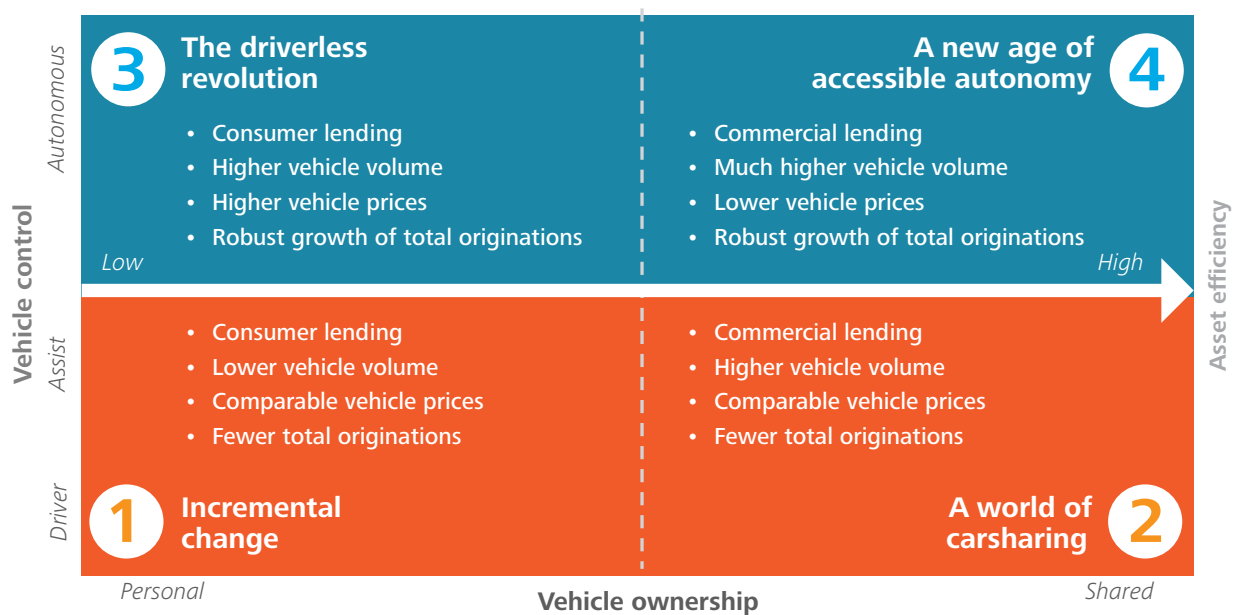 Vehicle control
Autonomous
Assist
Driver
3
The driverless
revolution
• Consumer lending
• Higher vehicle volume
• Higher vehicle prices
• Robust growth of total originations
Low
A new age of
accessible autonomy
4
• Commercial lending
• Much higher vehicle volume
• Lower vehicle prices
• Robust growth of total originations
High
• Consumer lending
• Lower vehicle volume
• Comparable vehicle prices
• Fewer total originations
1
Incremental
change
• Commercial lending
• Higher vehicle volume
• Comparable vehicle prices
• Fewer total originations
A world of
carsharing
2
Asset efficiency
Personal
Vehicle ownership
Shared